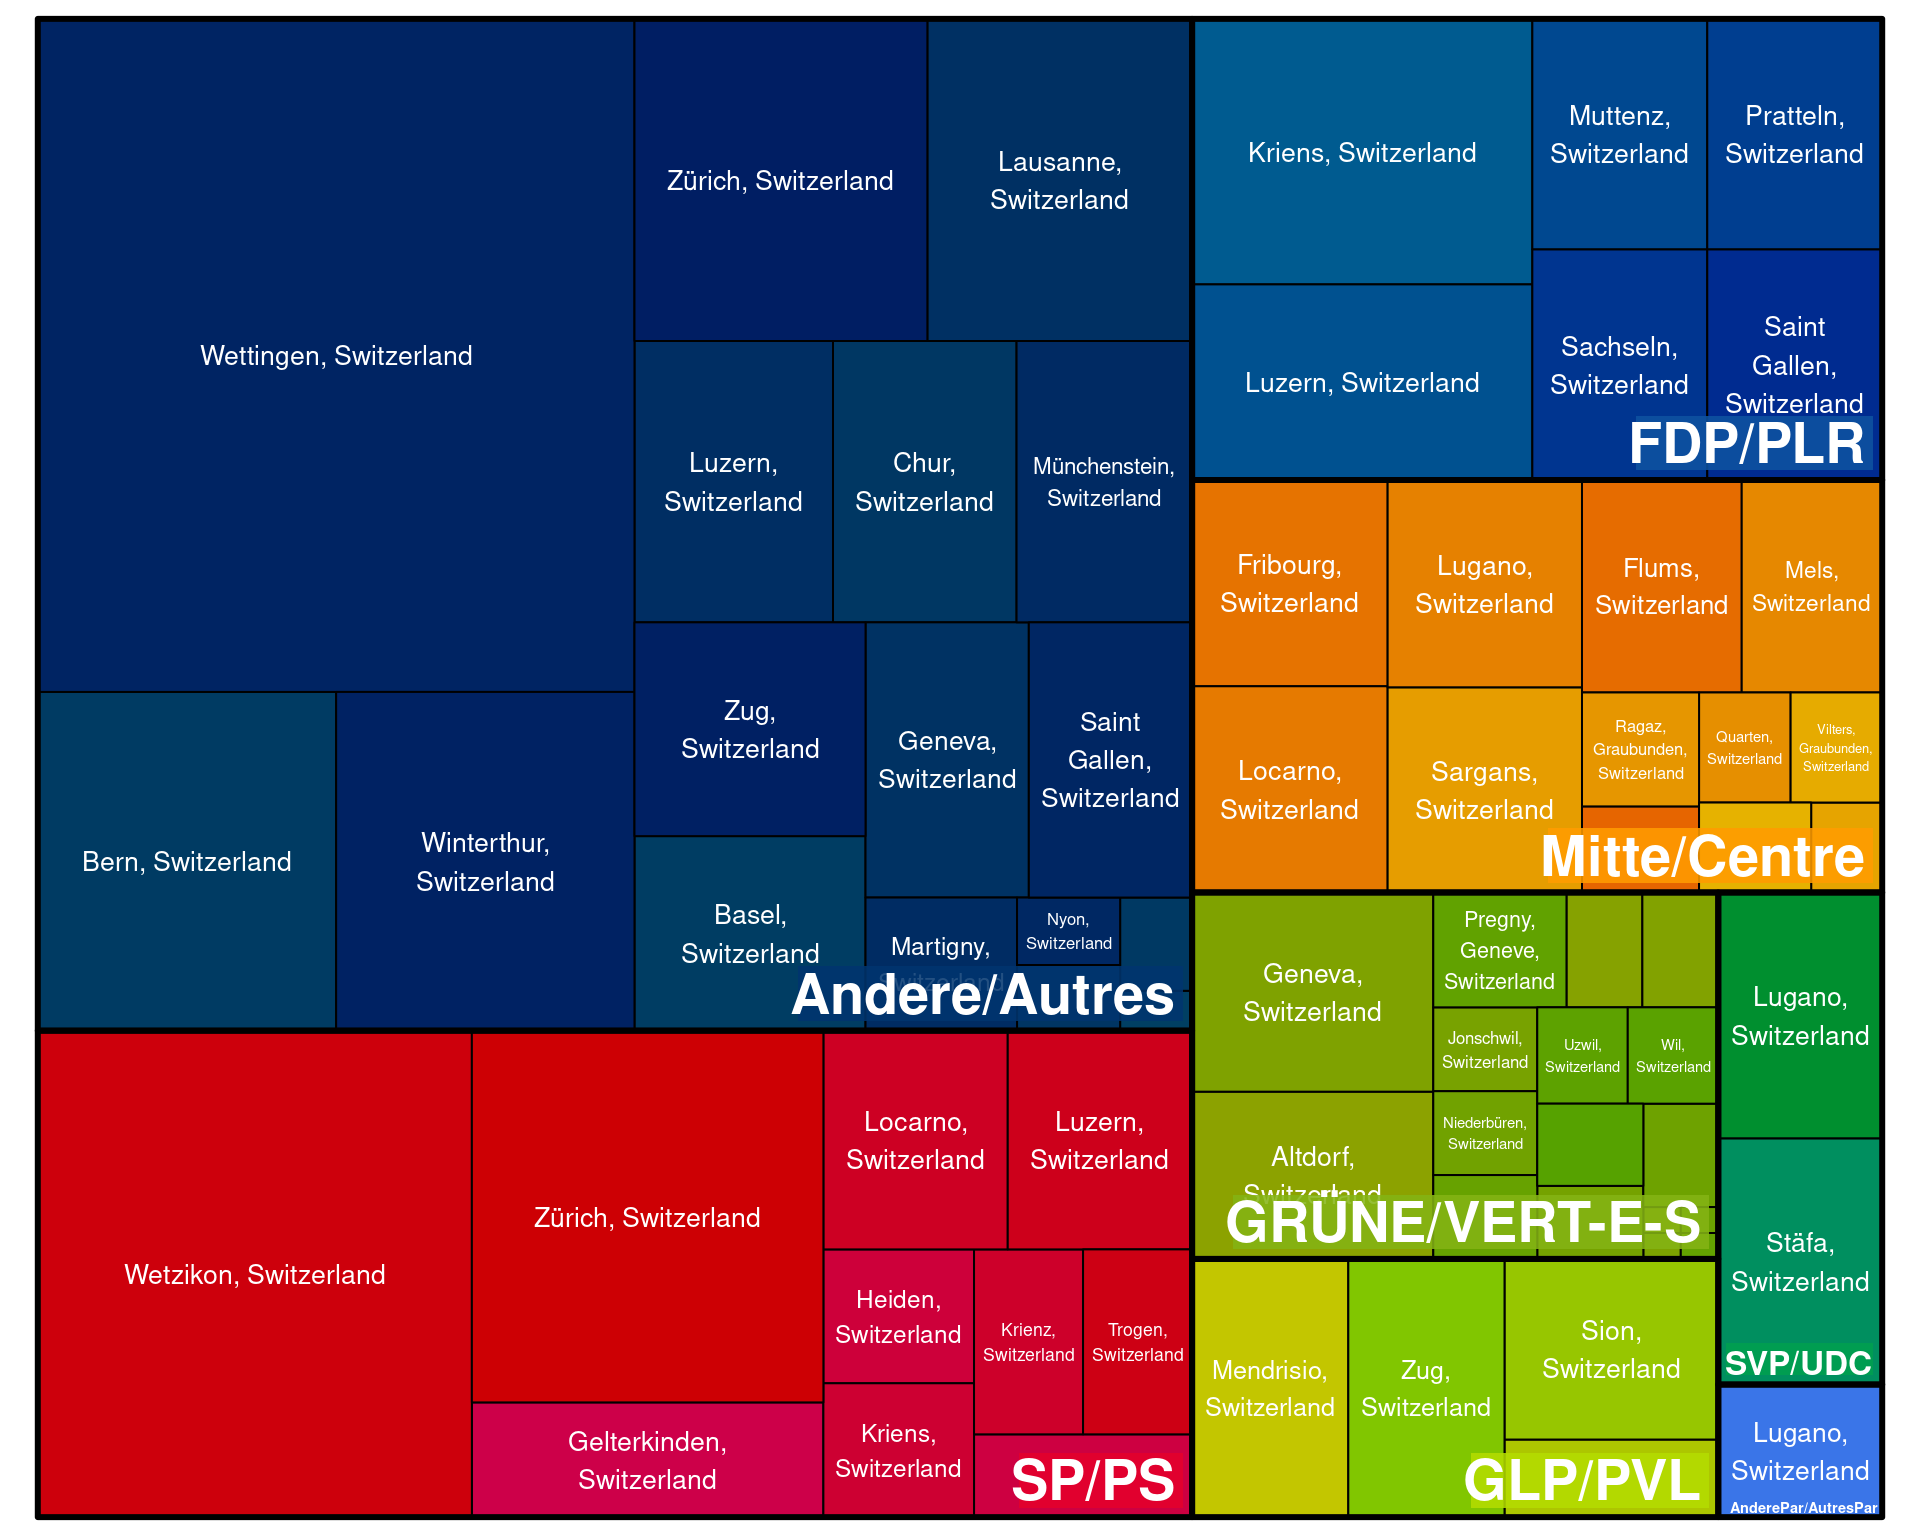 Wettingen, Switzerland
Zürich, Switzerland
Lausanne,
Switzerland
Luzern,
Switzerland
Chur,
Switzerland
Münchenstein,
Switzerland
Bern, Switzerland
Winterthur,
Switzerland
Zug,
Switzerland
Geneva,
Switzerland
Saint
Gallen,
Switzerland
Basel,
Switzerland
Martigny,
Switzerland
Nyon,
Switzerland
Andere/Autres
Kriens, Switzerland
Muttenz,
Switzerland
Pratteln,
Switzerland
Luzern, Switzerland
Sachseln,
Switzerland
Saint
Gallen,
Switzerland
FDP/PLR
Fribourg,
Switzerland
Lugano,
Switzerland
Flums,
Switzerland
Mels,
Switzerland
Locarno,
Switzerland
Sargans,
Switzerland
Ragaz,
Graubunden,
Switzerland
Quarten,
Switzerland
Vilters,
Graubunden,
Switzerland
Mitte/Centre
Wetzikon, Switzerland
Zürich, Switzerland
Gelterkinden,
Switzerland
Locarno,
Switzerland
Luzern,
Switzerland
Heiden,
Switzerland
Krienz,
Switzerland
Trogen,
Switzerland
Kriens,
Switzerland
SP/PS
Geneva,
Switzerland
Pregny,
Geneve,
Switzerland
Jonschwil,
Switzerland
Uzwil,
Switzerland
Wil,
Switzerland
Niederbüren,
Switzerland
Altdorf,
Switzerland
GRÜNE/VERT-E-S
Lugano,
Switzerland
Stäfa,
Switzerland
SVP/UDC
Mendrisio,
Switzerland
Zug,
Switzerland
Sion,
Switzerland
GLP/PVL
Lugano,
Switzerland
AnderePar/AutresPar